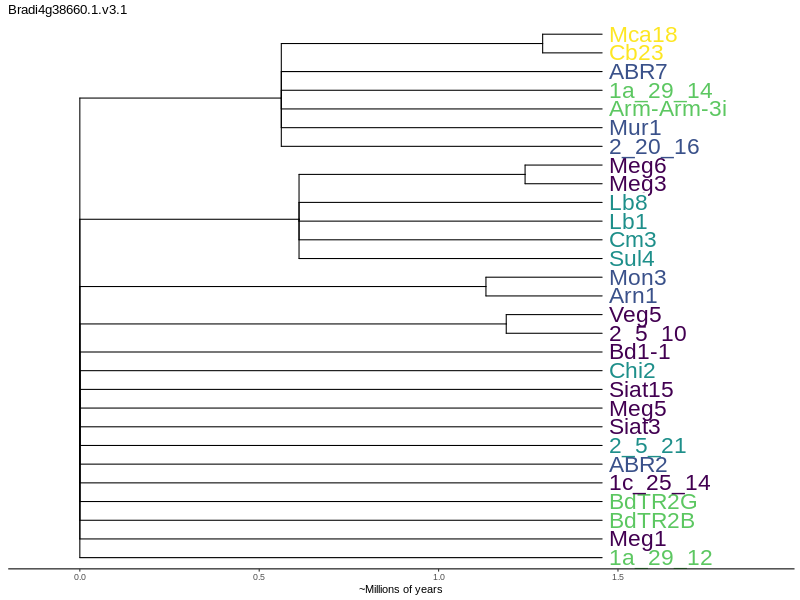 Bradi4g38660.1.v3.1
Mca18
Cb23
ABR7
1a_29_14
Arm-Arm-3i
Mur1
2_20_16
Meg6
Meg3
Lb8
Lb1
Cm3
Sul4
Mon3
Arn1
Veg5
2_5_10
Bd1-1
Chi2
Siat15
Meg5
Siat3
2_5_21
ABR2
1c_25_14
BdTR2G
BdTR2B
Meg1
1a_29_12
0.0 0.5 1.0 1.5
~Millions of years